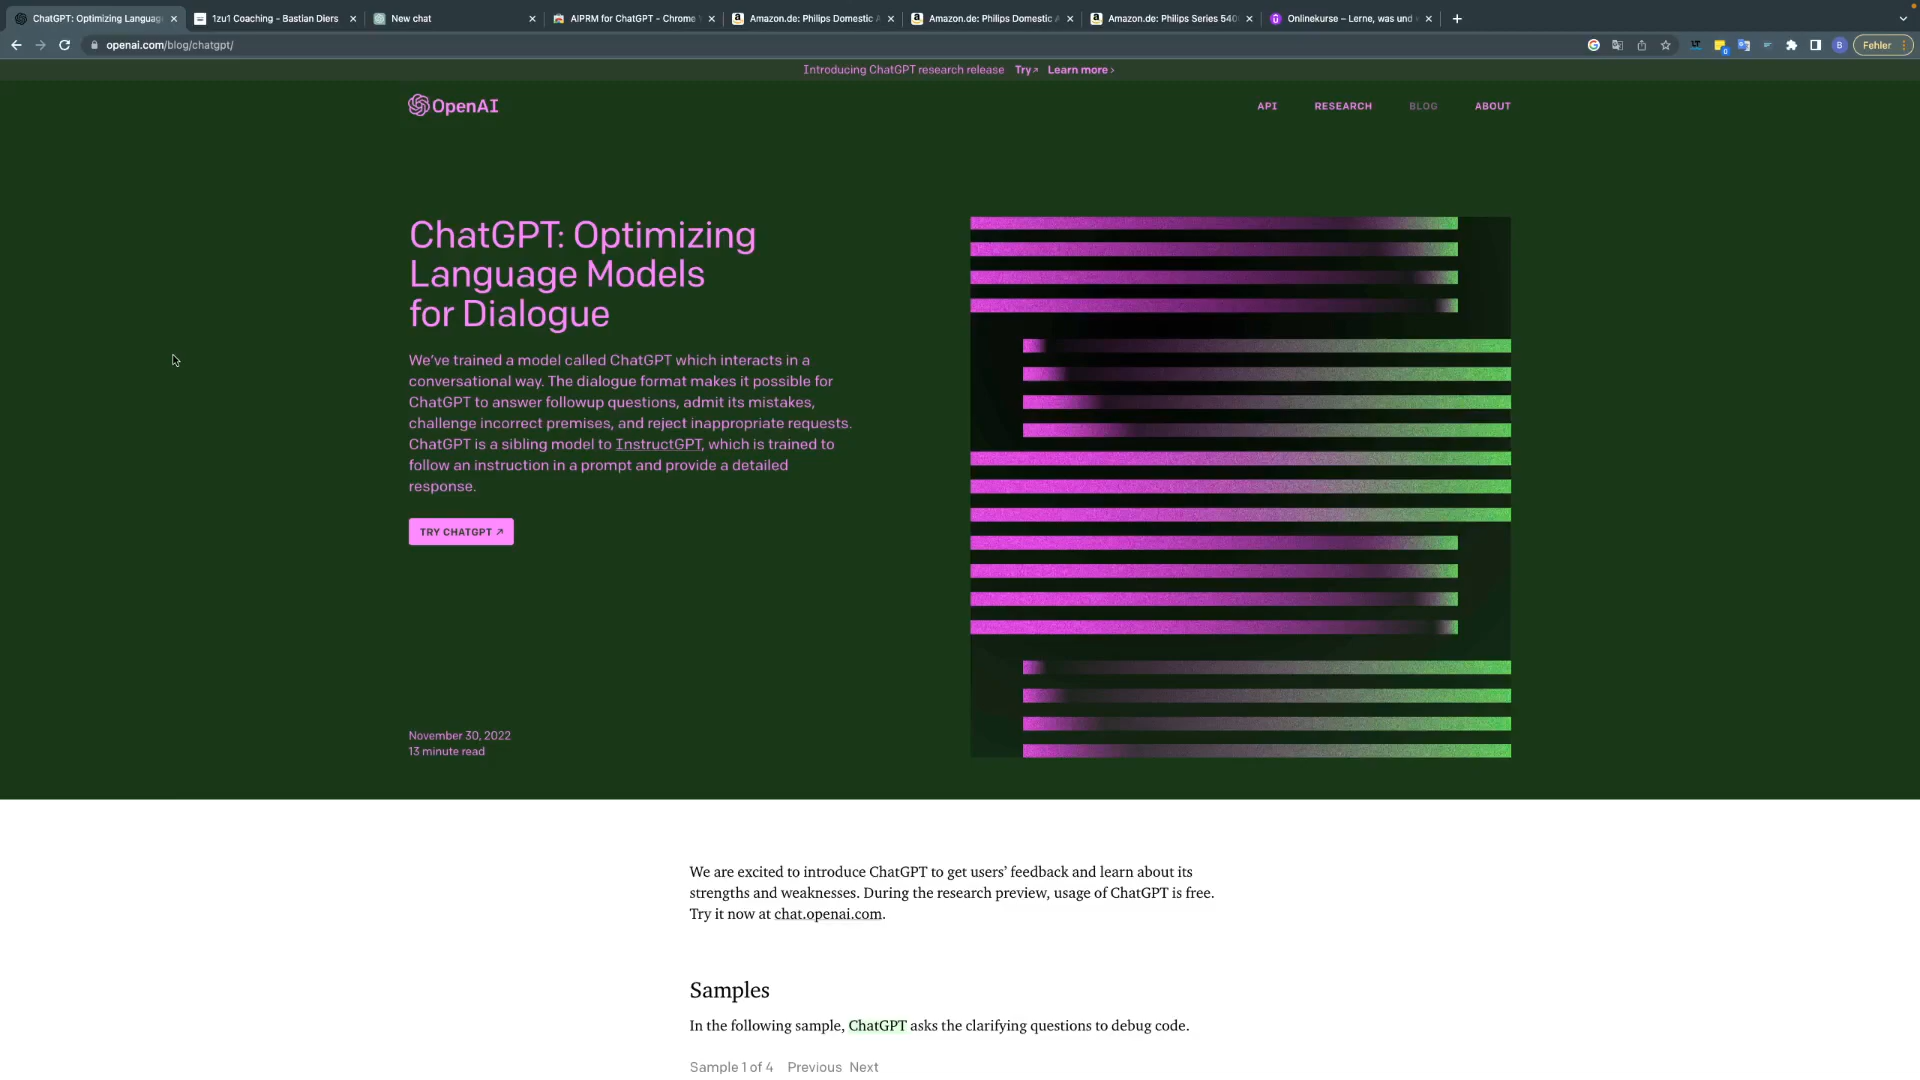 ChatGPT: Optimizing Languag
1zu1 Coaching - Bastian Diers
New chat
AIPRM for ChatGPT - Chrome
Amazon.de: Philips Domestic
Amazon.de: Philips Domestic
Amazon.de: Philips Series 540
Onlinekurse – Lerne, was und
openai.com/blog/chatgpt/
Fehler
Introducing ChatGPT research release Try↗ Learn more ›
OpenAI
API RESEARCH BLOG ABOUT
ChatGPT: Optimizing
Language Models
for Dialogue
We’ve trained a model called ChatGPT which interacts in a
conversational way. The dialogue format makes it possible for
ChatGPT to answer followup questions, admit its mistakes,
challenge incorrect premises, and reject inappropriate requests.
ChatGPT is a sibling model to InstructGPT, which is trained to
follow an instruction in a prompt and provide a detailed
response.
TRY CHATGPT ↗
November 30, 2022
13 minute read
We are excited to introduce ChatGPT to get users’ feedback and learn about its
strengths and weaknesses. During the research preview, usage of ChatGPT is free.
Try it now at chat.openai.com.
Samples
In the following sample, ChatGPT asks the clarifying questions to debug code.
Sample 1 of 4 Previous Next